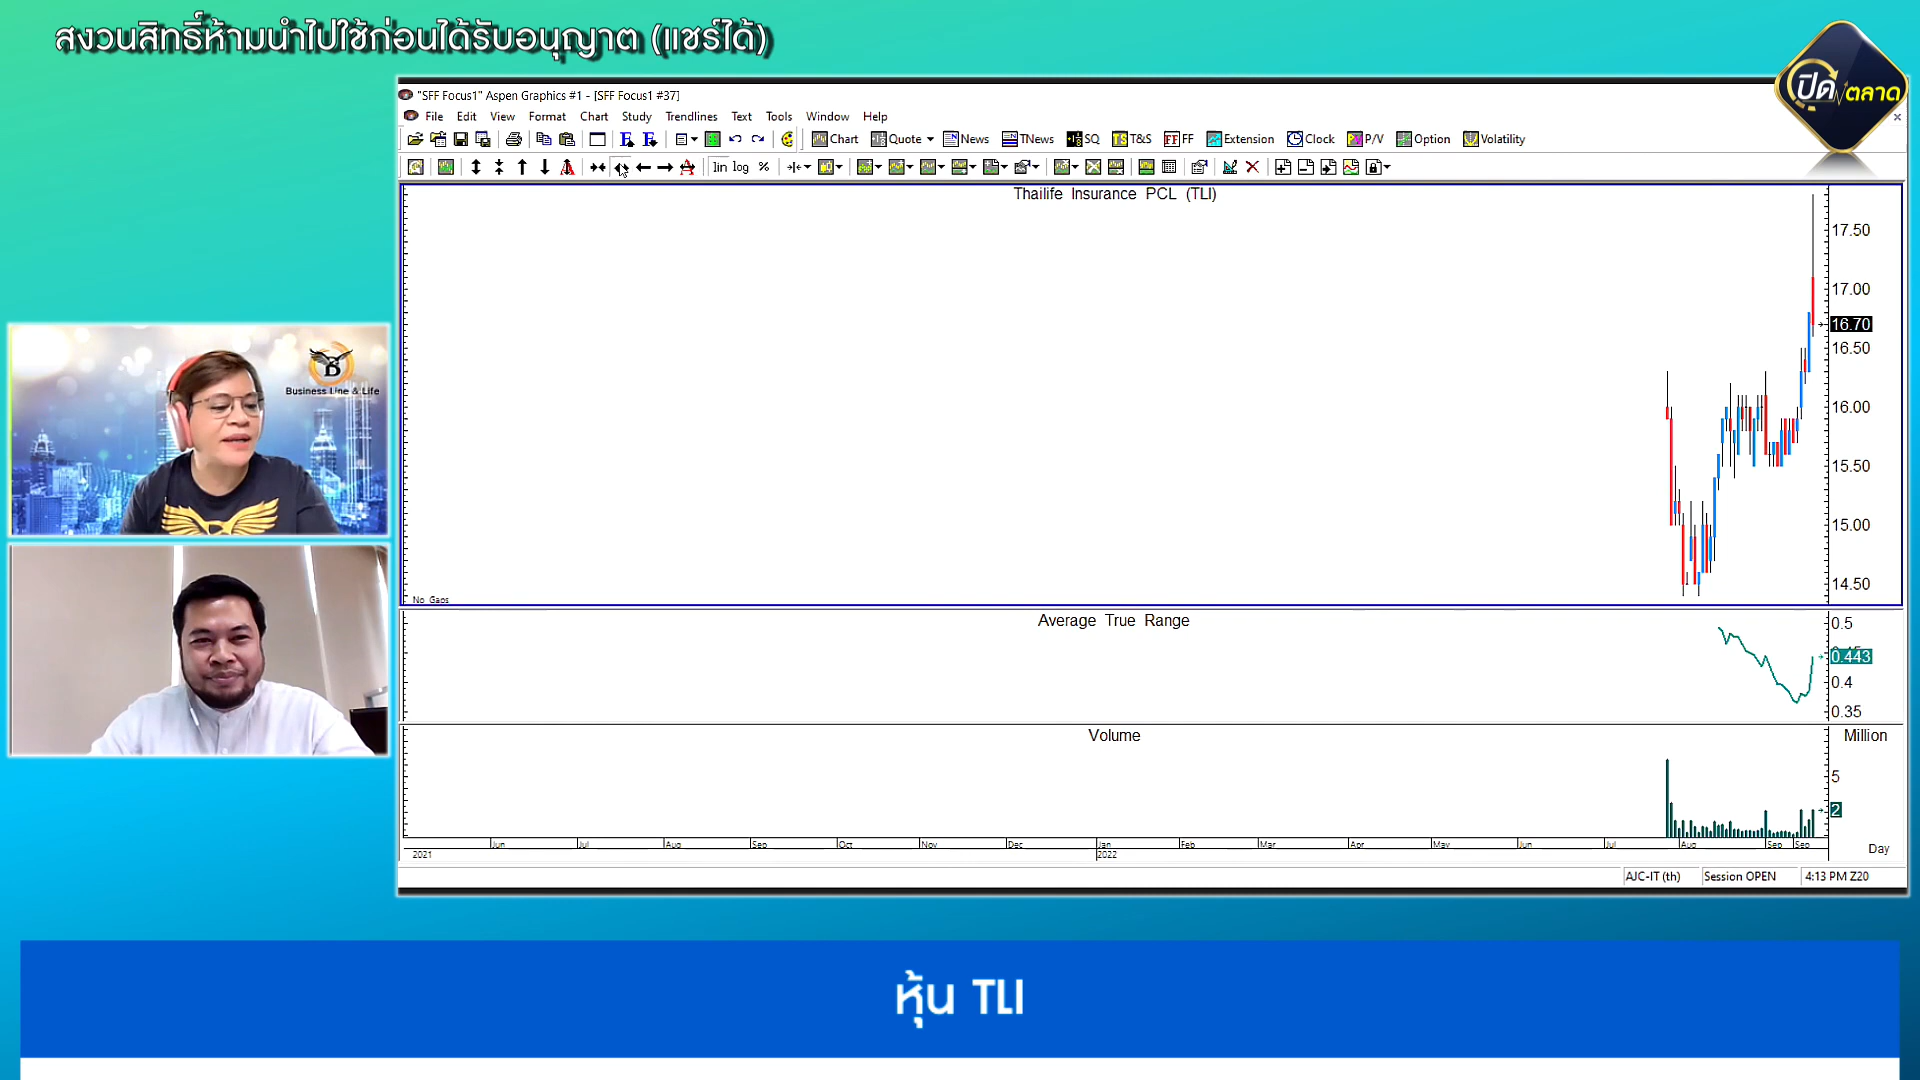 สงวนสิทธิ์ห้ามนำไปใช้ก่อนได้รับอนุญาต (แชร์ได้)
ปิดตลาด
"SFF Focus1" Aspen Graphics #1 - [SFF Focus1 #37]
File Edit View Format Chart Study Trendlines Text Tools Window Help
Chart Quote News TNews SQ T&S FF Extension Clock P/V Option Volatility
lin log %
Thailife Insurance PCL (TLI)
17.50
17.00
16.70
16.50
16.00
15.50
15.00
14.50
No Gaps
Average True Range
0.5
0.443
0.4
0.35
Volume
Million
5
2
Jun Jul Aug Sep Oct Nov Dec Jan Feb Mar Apr May Jun Jul Aug Sep Sep
2021 2022
Day
AJC-IT (th) Session OPEN 4:13 PM Z20
B
Business Line & Life
หุ้น TLI